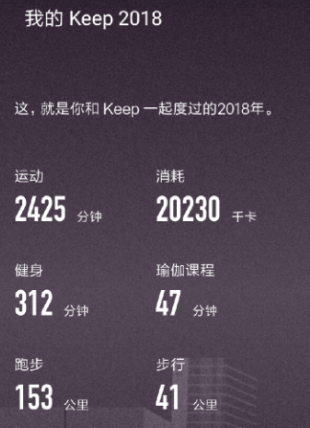 我的 Keep 2018
这，就是你和 Keep 一起度过的2018年。
运动 消耗
2425 分钟 20230 千卡
健身 瑜伽课程
312 分钟 47 分钟
跑步 步行
153 公里 41 公里